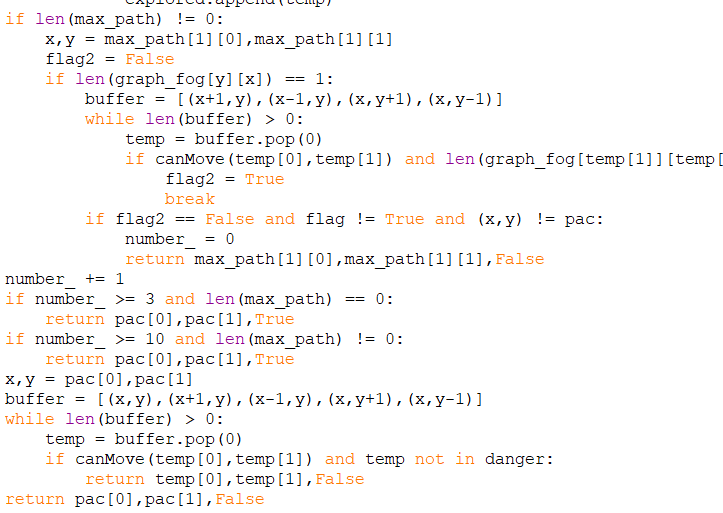 explored.append(temp)
if len(max_path) != 0:
    x,y = max_path[1][0],max_path[1][1]
    flag2 = False
    if len(graph_fog[y][x]) == 1:
        buffer = [(x+1,y),(x-1,y),(x,y+1),(x,y-1)]
        while len(buffer) > 0:
            temp = buffer.pop(0)
            if canMove(temp[0],temp[1]) and len(graph_fog[temp[1]][temp[
                flag2 = True
                break
        if flag2 == False and flag != True and (x,y) != pac:
            number_ = 0
            return max_path[1][0],max_path[1][1],False
number_ += 1
if number_ >= 3 and len(max_path) == 0:
    return pac[0],pac[1],True
if number_ >= 10 and len(max_path) != 0:
    return pac[0],pac[1],True
x,y = pac[0],pac[1]
buffer = [(x,y),(x+1,y),(x-1,y),(x,y+1),(x,y-1)]
while len(buffer) > 0:
    temp = buffer.pop(0)
    if canMove(temp[0],temp[1]) and temp not in danger:
        return temp[0],temp[1],False
return pac[0],pac[1],False